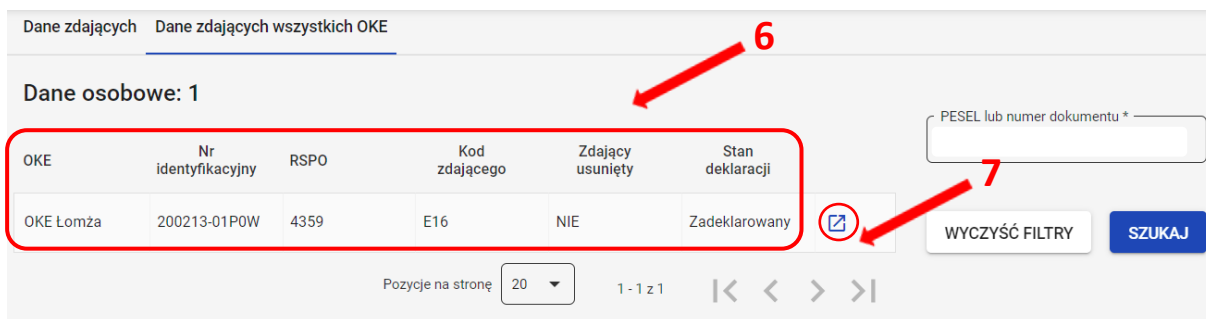 Dane zdających Dane zdających wszystkich OKE
6
Dane osobowe: 1
PESEL lub numer dokumentu *
OKE Nr identyfikacyjny RSPO Kod zdającego Zdający usunięty Stan deklaracji
7
OKE Łomża 200213-01P0W 4359 E16 NIE Zadeklarowany
WYCZYŚĆ FILTRY SZUKAJ
Pozycje na stronę 20 1 - 1 z 1